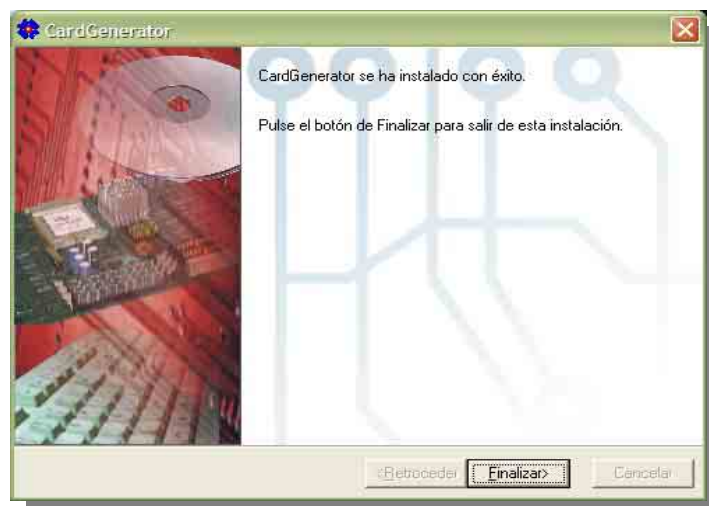 CardGenerator
CardGenerator se ha instalado con éxito.
Pulse el botón de Finalizar para salir de esta instalación.
<Retroceder
Finalizar>
Cancelar